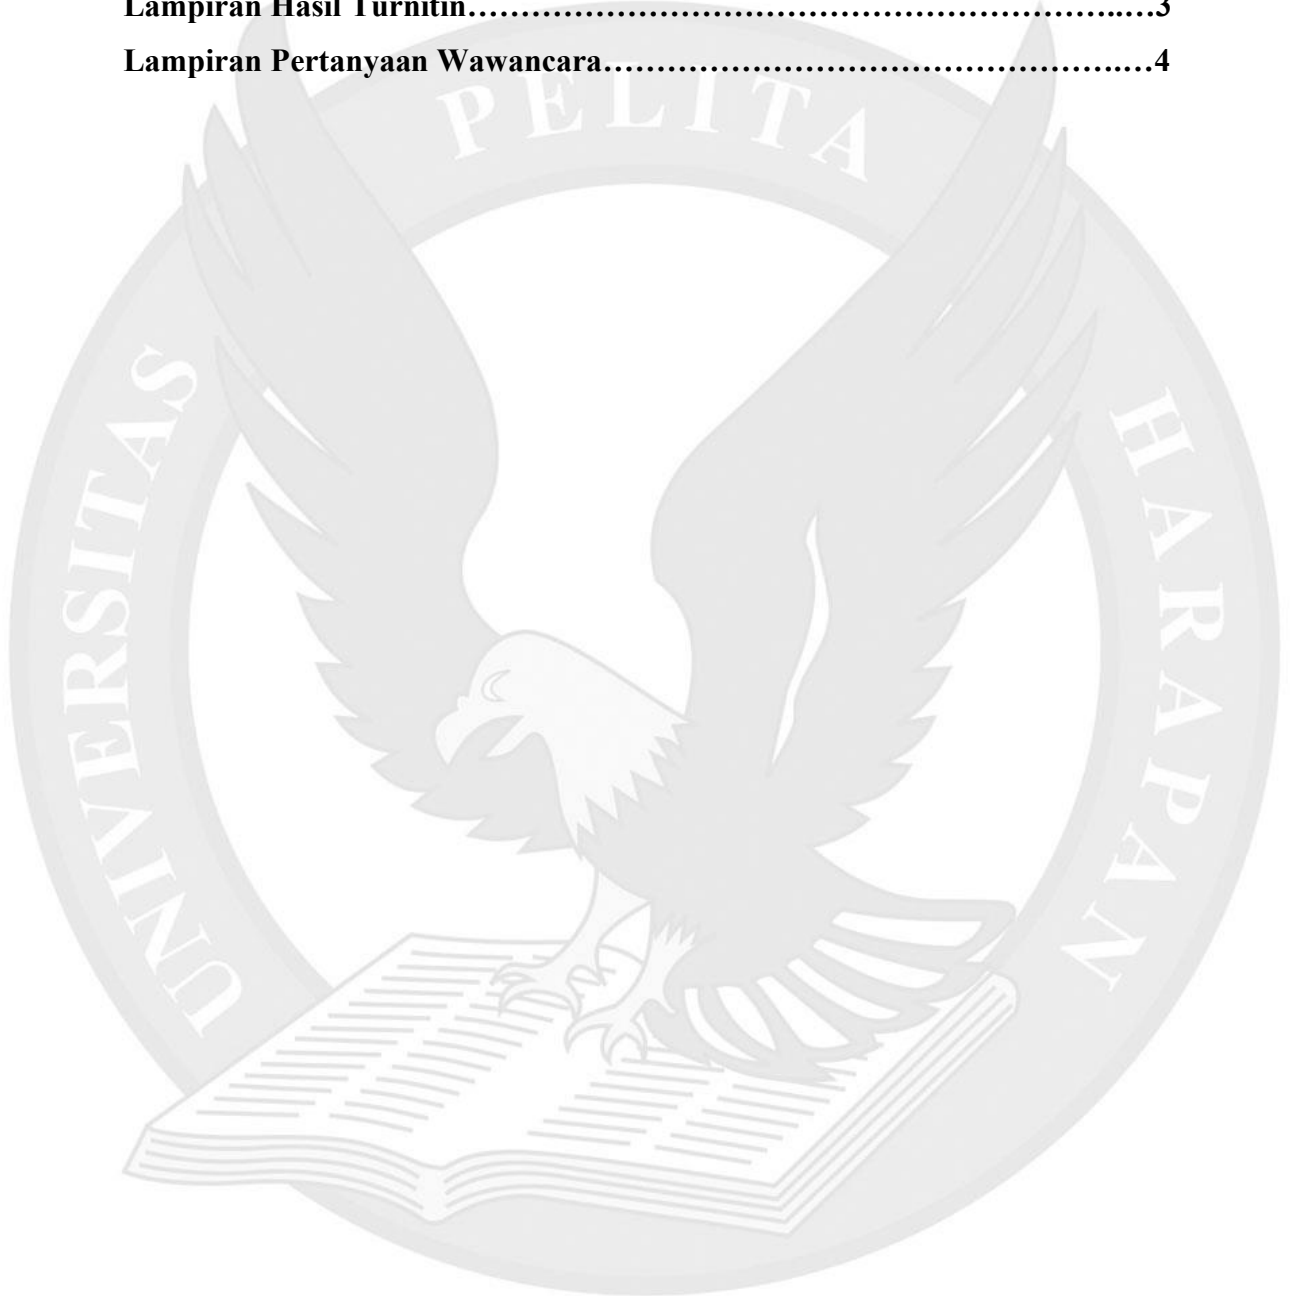 Lampiran Hasil Turnitin……………………………………………………..…3
Lampiran Pertanyaan Wawancara………………………………………….…4
PELITA
UNIVERSITAS
HARAPAN